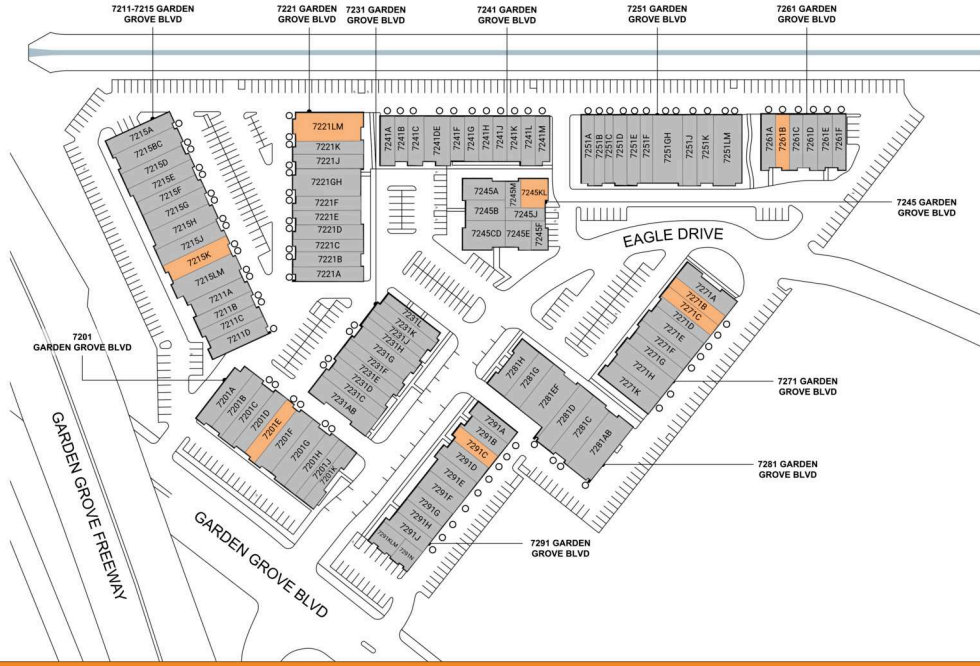 7211-7215 GARDEN
GROVE BLVD
7221 GARDEN
GROVE BLVD
7231 GARDEN
GROVE BLVD
7241 GARDEN
GROVE BLVD
7251 GARDEN
GROVE BLVD
7261 GARDEN
GROVE BLVD
7215A
7215BC
7215D
7215E
7215F
7215G
7215H
7215J
7215K
7215LM
7211A
7211B
7211C
7211D
7221LM
7221K
7221J
7221GH
7221F
7221E
7221D
7221C
7221B
7221A
7241A
7241B
7241C
7241DE
7241F
7241G
7241H
7241J
7241K
7241L
7241M
7251A
7251B
7251C
7251D
7251E
7251F
7251GH
7251J
7251K
7251LM
7261A
7261B
7261C
7261D
7261E
7261F
7245A
7245M
7245KL
7245B
7245J
7245CD
7245E
7245F
7245 GARDEN
GROVE BLVD
EAGLE DRIVE
7271A
7271B
7271C
7271D
7271E
7271F
7271G
7271H
7271K
7271 GARDEN
GROVE BLVD
7231L
7231K
7231J
7231H
7231G
7231F
7231E
7231D
7231C
7231AB
7201
GARDEN GROVE BLVD
7201A
7201B
7201C
7201D
7201E
7201F
7201G
7201H
7201J
7201K
7281H
7281G
7281EF
7281D
7281C
7281AB
7281 GARDEN
GROVE BLVD
7291A
7291B
7291C
7291D
7291E
7291F
7291G
7291H
7291J
7291KLM
7291N
7291 GARDEN
GROVE BLVD
GARDEN GROVE BLVD
GARDEN GROVE FREEWAY